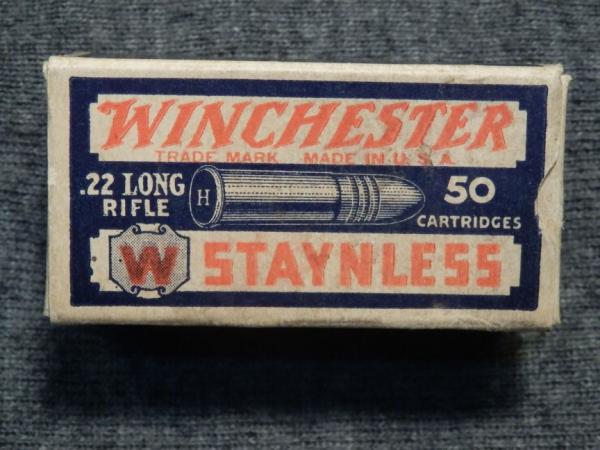 WINCHESTER
TRADE MARK MADE IN U.S.A.
.22 LONG
RIFLE
H
50
CARTRIDGES
W STAYNLESS